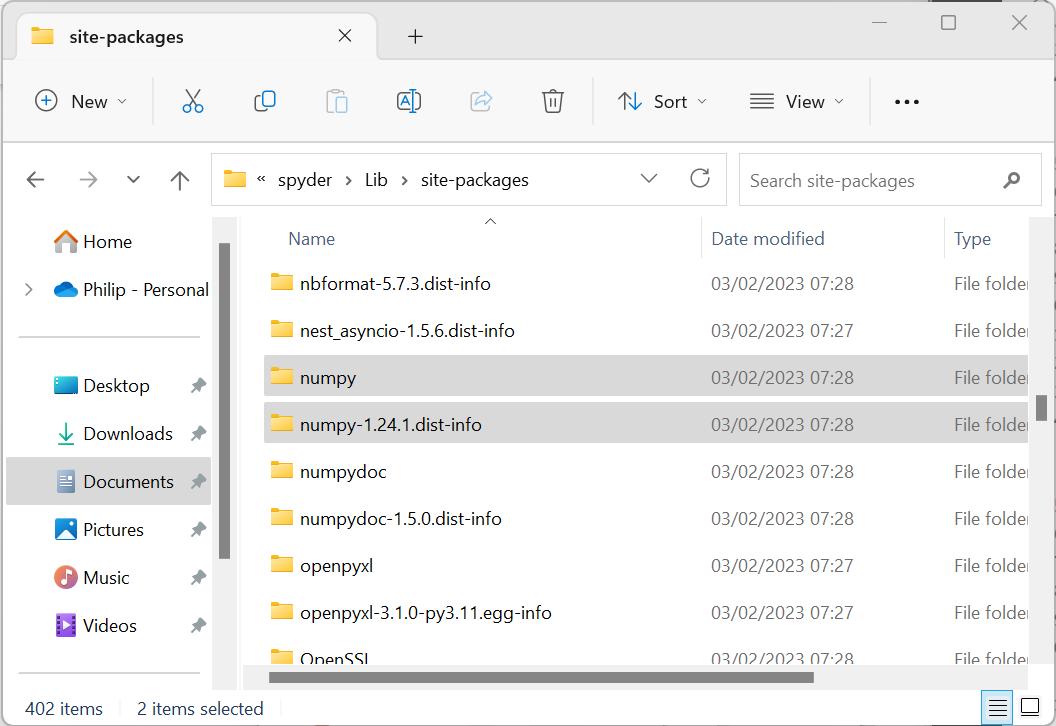 site-packages
New
Sort
View
« spyder > Lib > site-packages
Search site-packages
Home
Philip - Personal
Desktop
Downloads
Documents
Pictures
Music
Videos
Name Date modified Type
nbformat-5.7.3.dist-info 03/02/2023 07:28 File folder
nest_asyncio-1.5.6.dist-info 03/02/2023 07:27 File folder
numpy 03/02/2023 07:28 File folder
numpy-1.24.1.dist-info 03/02/2023 07:28 File folder
numpydoc 03/02/2023 07:28 File folder
numpydoc-1.5.0.dist-info 03/02/2023 07:28 File folder
openpyxl 03/02/2023 07:27 File folder
openpyxl-3.1.0-py3.11.egg-info 03/02/2023 07:27 File folder
OpenSSL 03/02/2023 07:28 File folder
402 items 2 items selected